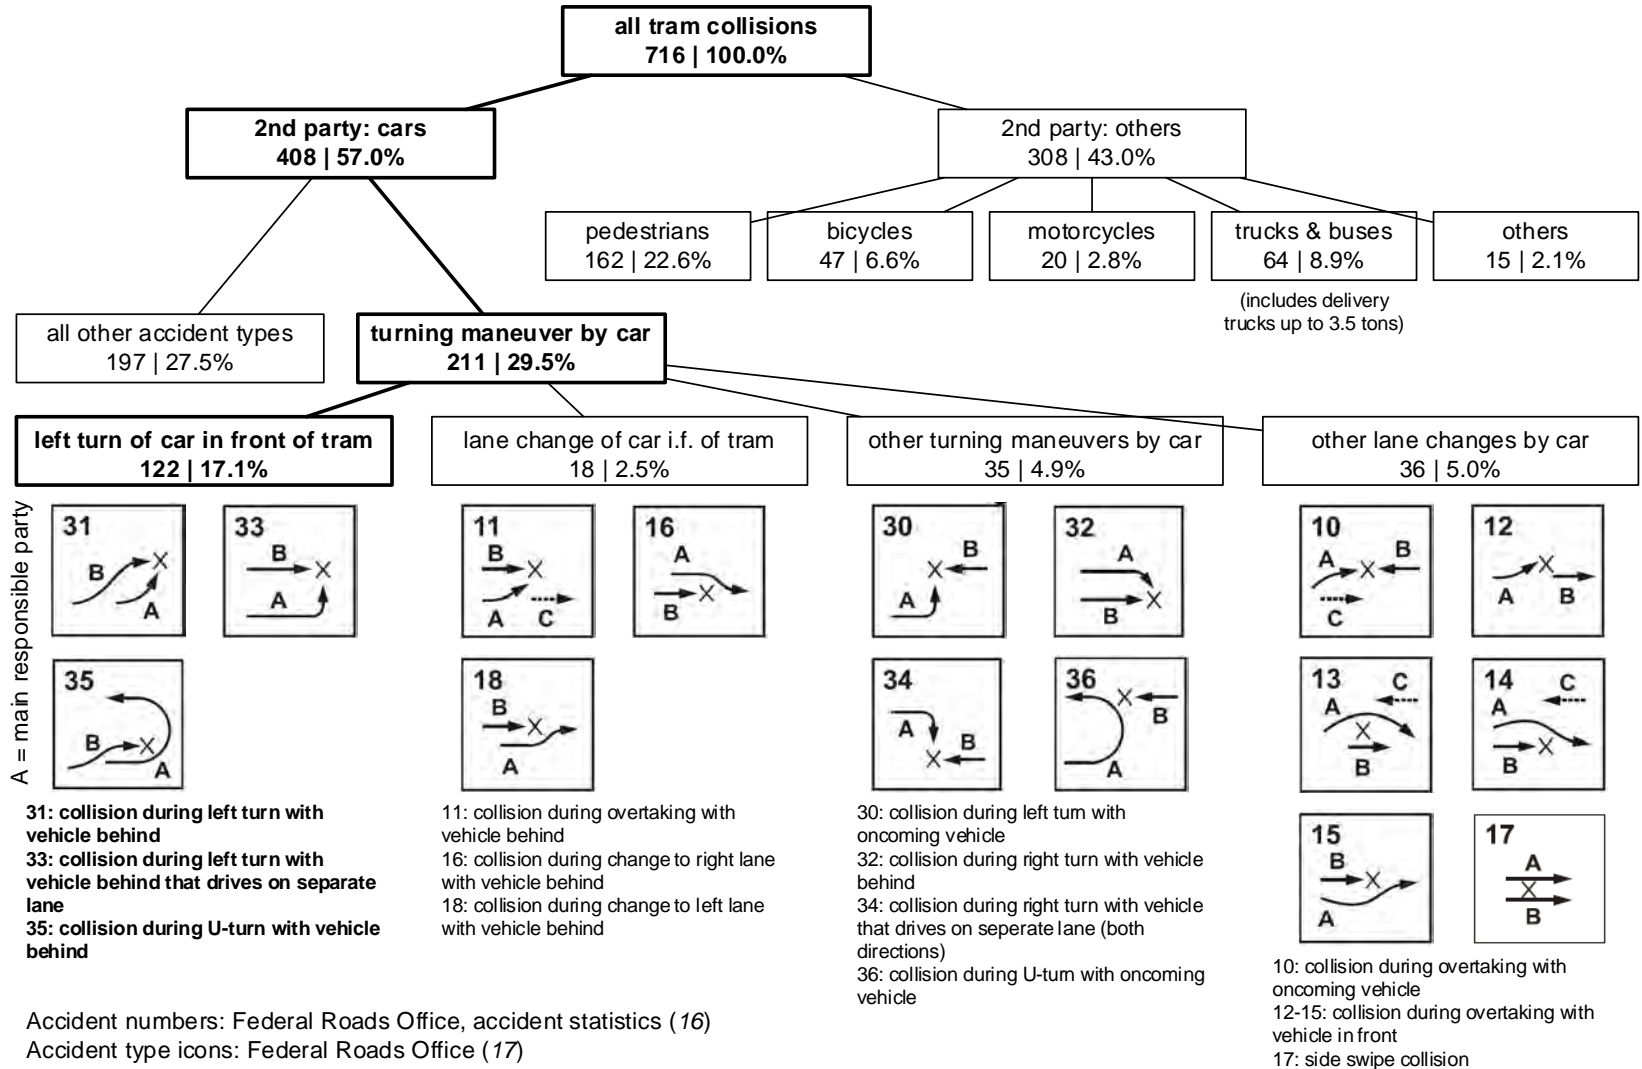 all tram collisions
716 | 100.0%
2nd party: cars
408 | 57.0%
2nd party: others
308 | 43.0%
pedestrians
162 | 22.6%
bicycles
47 | 6.6%
motorcycles
20 | 2.8%
trucks & buses
64 | 8.9%
others
15 | 2.1%
(includes delivery
trucks up to 3.5 tons)
all other accident types
197 | 27.5%
turning maneuver by car
211 | 29.5%
left turn of car in front of tram
122 | 17.1%
lane change of car i.f. of tram
18 | 2.5%
other turning maneuvers by car
35 | 4.9%
other lane changes by car
36 | 5.0%
A = main responsible party
31
B
A
33
B
A
35
B
A
31: collision during left turn with
vehicle behind
33: collision during left turn with
vehicle behind that drives on separate
lane
35: collision during U-turn with vehicle
behind
11
B
A C
16
A
B
18
B
A
11: collision during overtaking with
vehicle behind
16: collision during change to right lane
with vehicle behind
18: collision during change to left lane
with vehicle behind
30
B
A
32
A
B
34
A
B
36
B
A
30: collision during left turn with
oncoming vehicle
32: collision during right turn with vehicle
behind
34: collision during right turn with vehicle
that drives on seperate lane (both
directions)
36: collision during U-turn with oncoming
vehicle
10
A B
C
12
A B
13
C
A
B
14
C
A
B
15
B
A
17
A
B
10: collision during overtaking with
oncoming vehicle
12-15: collision during overtaking with
vehicle in front
17: side swipe collision
Accident numbers: Federal Roads Office, accident statistics (16)
Accident type icons: Federal Roads Office (17)